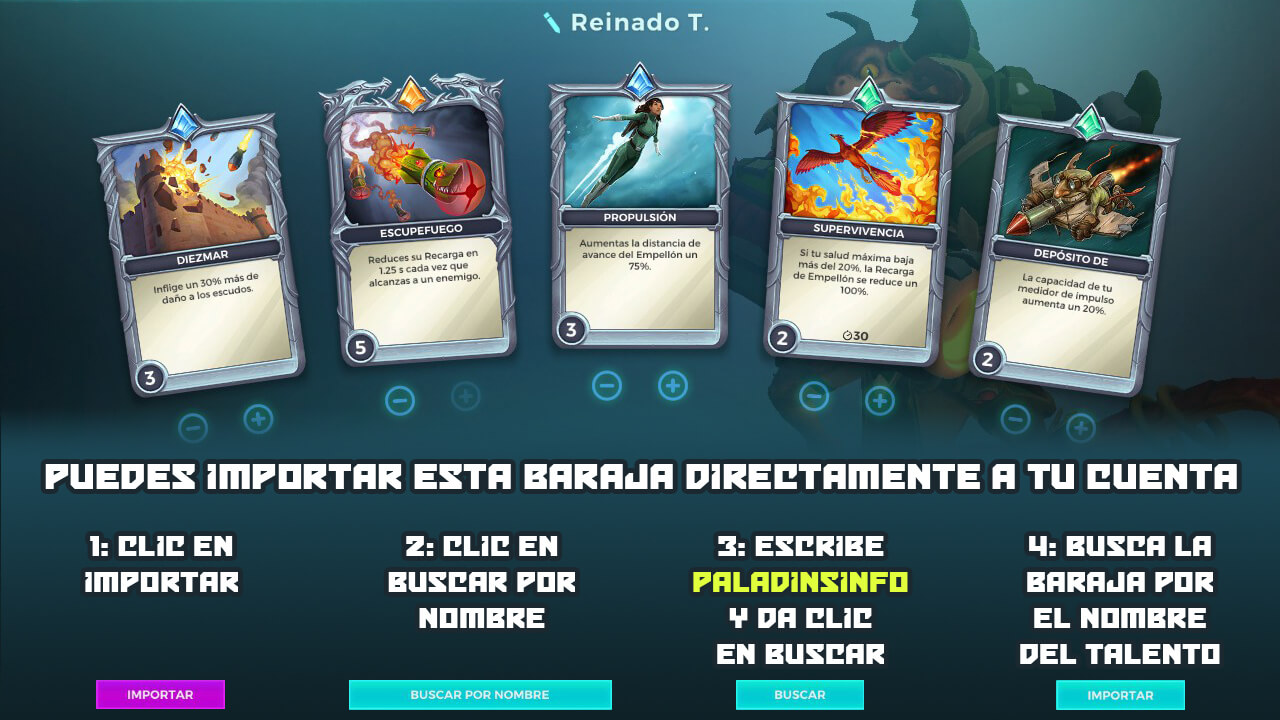 Reinado T.
DIEZMAR
Inflige un 30% más de
daño a los escudos.
3
ESCUPEFUEGO
Reduces su Recarga en
1.25 s cada vez que
alcanzas a un enemigo.
5
PROPULSIÓN
Aumentas la distancia de
avance del Empellón un
75%.
3
SUPERVIVENCIA
Si tu salud máxima baja
más del 20%, la Recarga
de Empellón se reduce un
100%.
30
2
DEPÓSITO DE
La capacidad de tu
medidor de impulso
aumenta un 20%.
2
PUEDES IMPORTAR ESTA BARAJA DIRECTAMENTE A TU CUENTA
1: CLIC EN
IMPORTAR
IMPORTAR
2: CLIC EN
BUSCAR POR
NOMBRE
BUSCAR POR NOMBRE
3: ESCRIBE
PALADINSINFO
Y DA CLIC
EN BUSCAR
BUSCAR
4: BUSCA LA
BARAJA POR
EL NOMBRE
DEL TALENTO
IMPORTAR